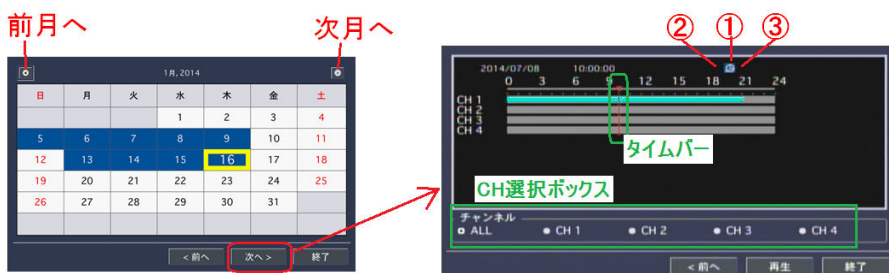 前月へ
次月へ
1月, 2014
日 月 火 水 木 金 土
1 2 3 4
5 6 7 8 9 10 11
12 13 14 15 16 17 18
19 20 21 22 23 24 25
26 27 28 29 30 31
<前へ 次へ> 終了
② ① ③
2014/07/08 10:00:00
0 3 6 9 12 15 18 21 24
CH 1
CH 2
CH 3
CH 4
タイムバー
CH選択ボックス
チャンネル
ALL CH 1 CH 2 CH 3 CH 4
<前へ 再生 終了